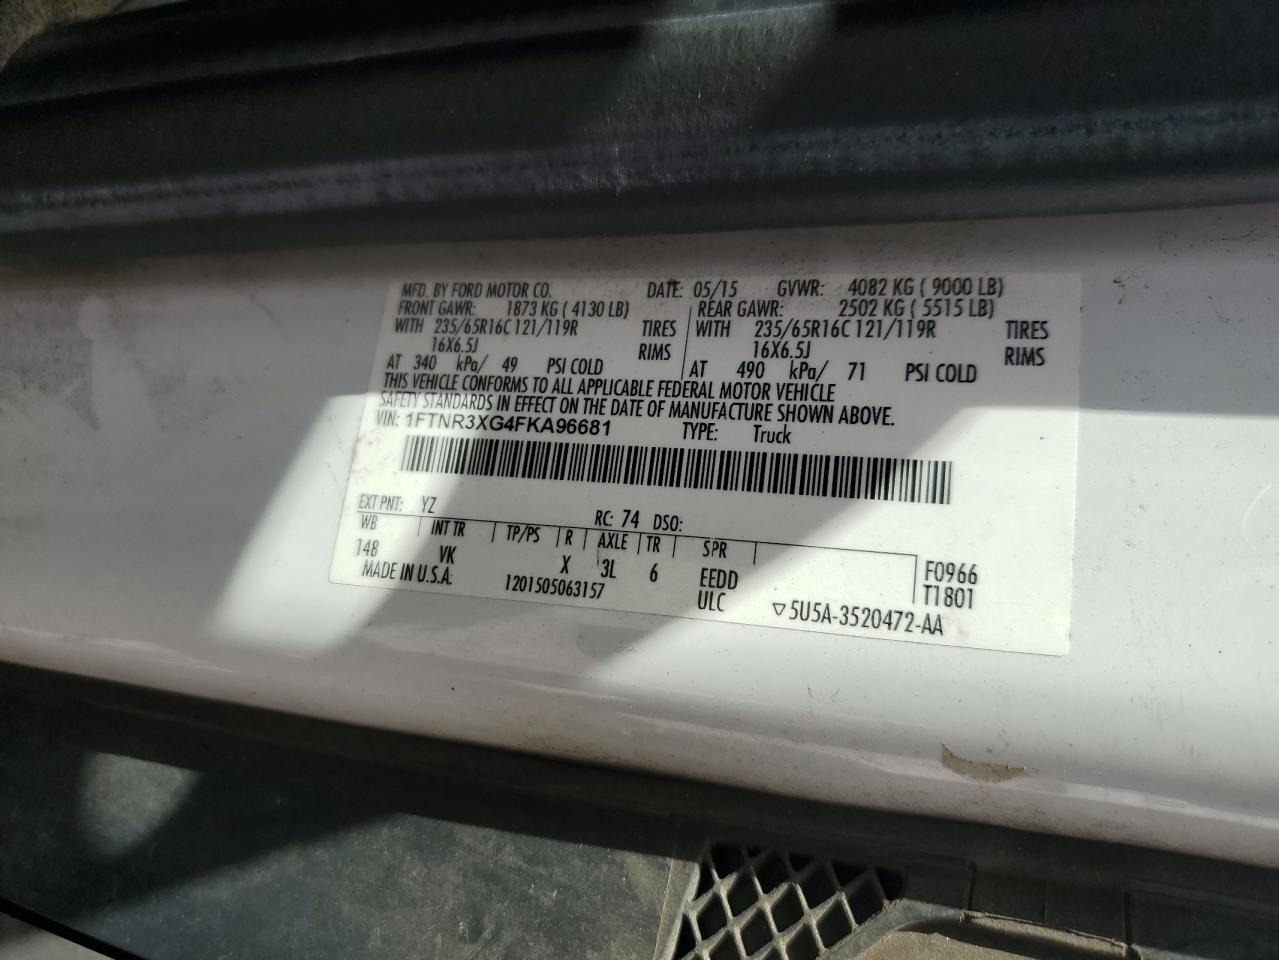 MFD. BY FORD MOTOR CO. DATE: 05/15 GVWR: 4082 KG ( 9000 LB)
FRONT GAWR: 1873 KG ( 4130 LB) REAR GAWR: 2502 KG ( 5515 LB)
WITH 235/65R16C 121/119R TIRES WITH 235/65R16C 121/119R TIRES
16X6.5J RIMS 16X6.5J RIMS
AT 340 kPa/ 49 PSI COLD AT 490 kPa/ 71 PSI COLD
THIS VEHICLE CONFORMS TO ALL APPLICABLE FEDERAL MOTOR VEHICLE
SAFETY STANDARDS IN EFFECT ON THE DATE OF MANUFACTURE SHOWN ABOVE.
VIN: 1FTNR3XG4FKA96681 TYPE: Truck
EXT PNT: YZ RC: 74 DSO:
WB INT TR TP/PS R AXLE TR SPR
148 VK X 3L 6 EEDD F0966
MADE IN U.S.A. 1201505063157 ULC T1801
▽5U5A-3520472-AA